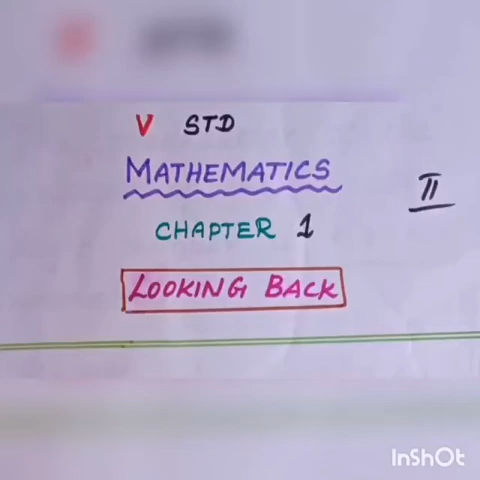 V STD
MATHEMATICS
II
CHAPTER 1
LOOKING BACK
InShOt